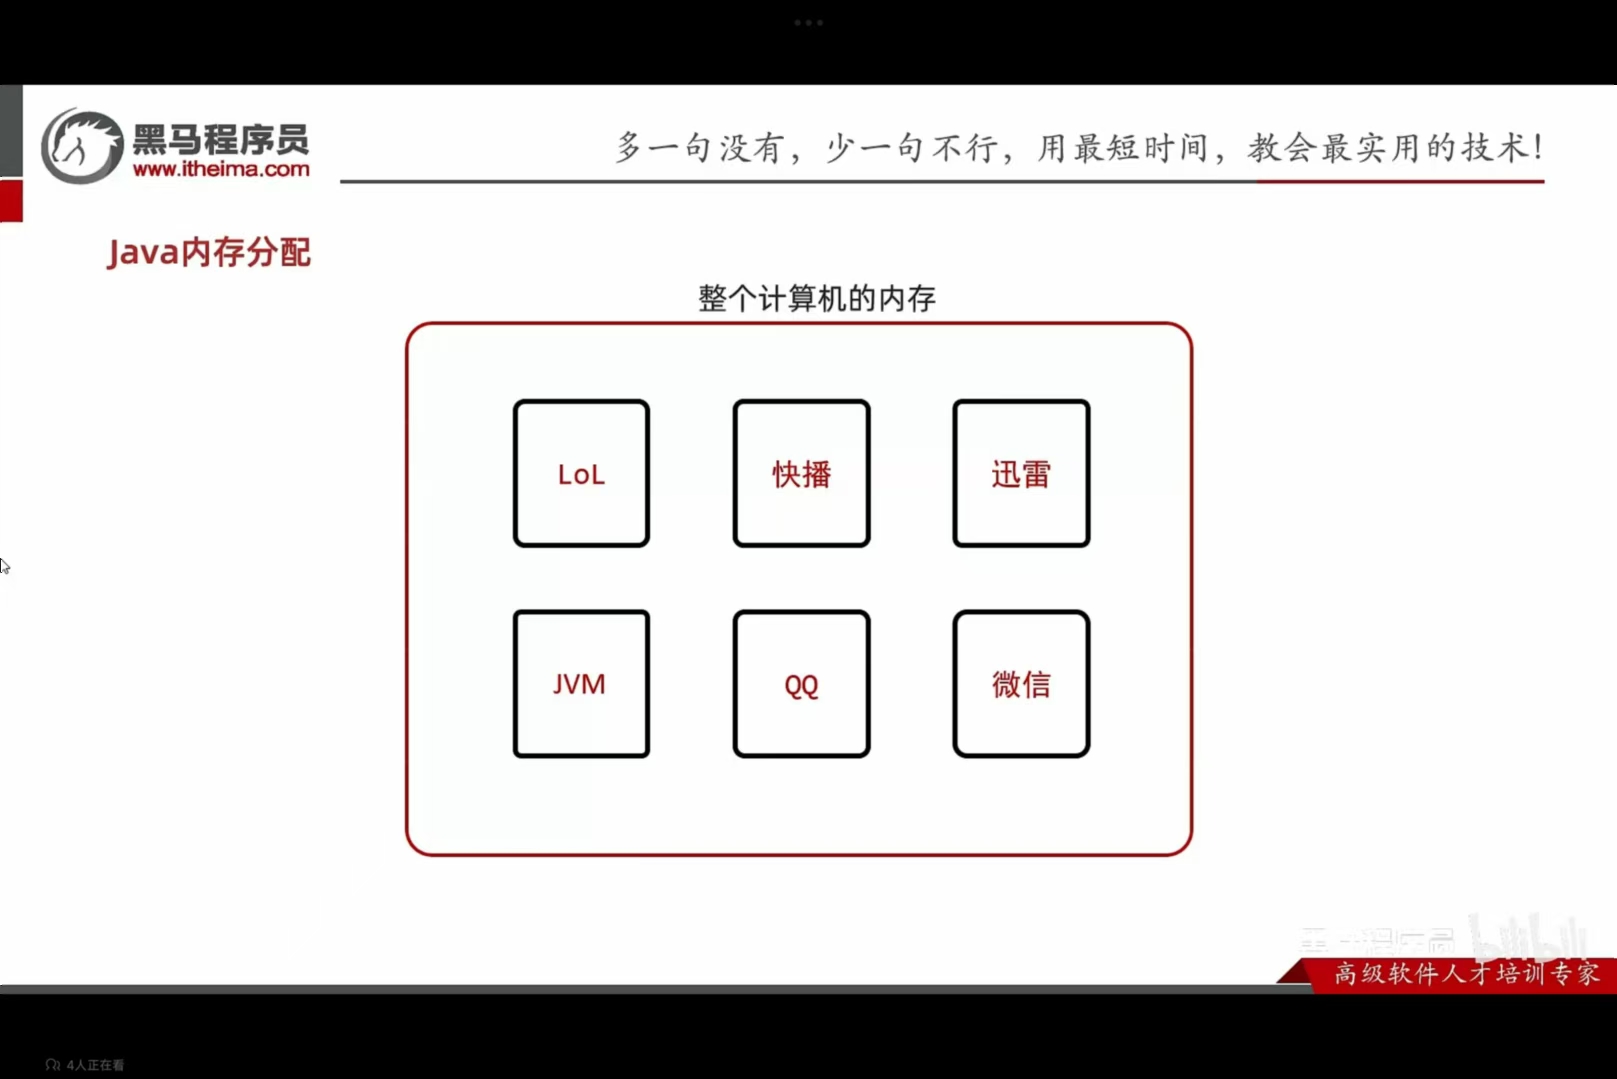 黑马程序员
www.itheima.com
多一句没有，少一句不行，用最短时间，教会最实用的技术！
Java内存分配
整个计算机的内存
LoL
快播
迅雷
JVM
QQ
微信
黑马程序员 bilibili
高级软件人才培训专家
4人正在看